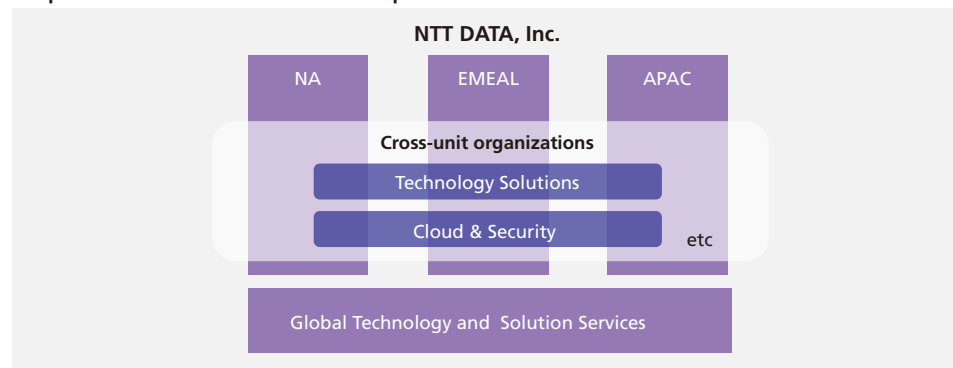 NTT DATA, Inc.
NA
EMEAL
APAC
Cross-unit organizations
Technology Solutions
Cloud & Security
etc
Global Technology and Solution Services